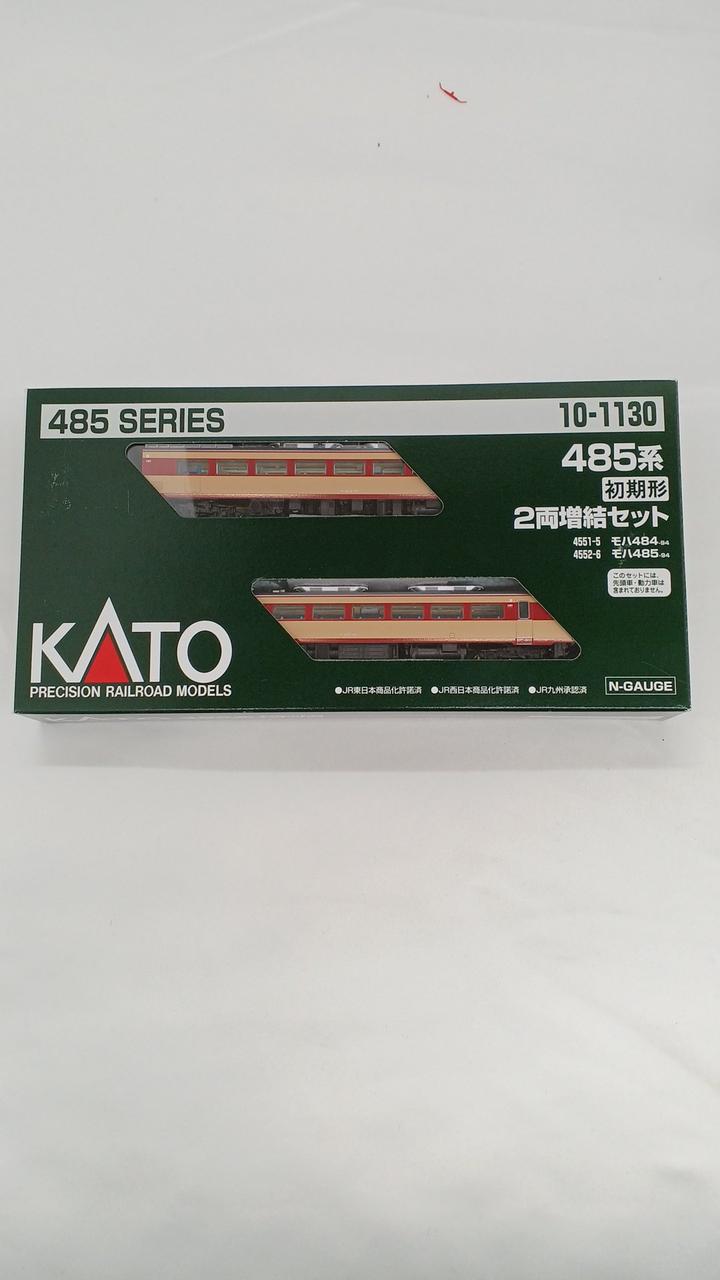 485 SERIES
10-1130
485系
初期形
2両増結セット
4551-5 モハ484-94
4552-6 モハ485-94
このセットには、
先頭車・動力車は
含まれておりません。
KATO
PRECISION RAILROAD MODELS
●JR東日本商品化許諾済 ●JR西日本商品化許諾済 ●JR九州承認済
N-GAUGE